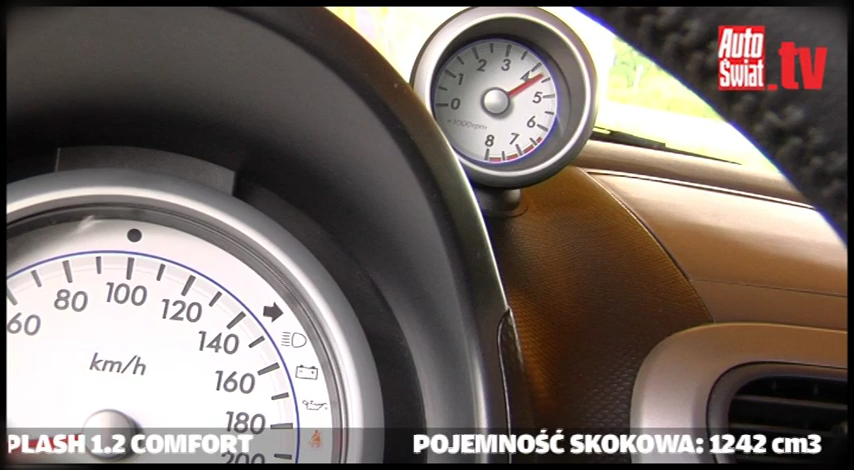 Auto
Świat.tv
0 1 2 3 4 5 6 7 8
×1000rpm
60 80 100 120 140 160 180 200
km/h
PLASH 1.2 COMFORT POJEMNOŚĆ SKOKOWA: 1242 cm3